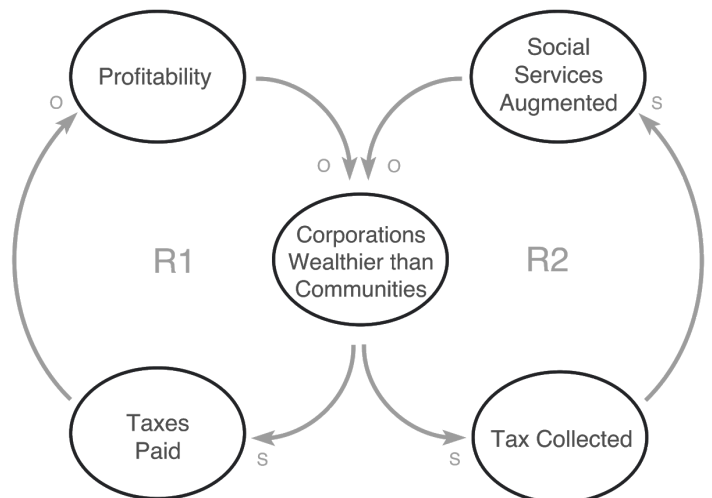 Profitability
Social
Services
Augmented
O
S
O
O
Corporations
Wealthier than
Communities
R1
R2
Taxes
Paid
Tax Collected
S
S